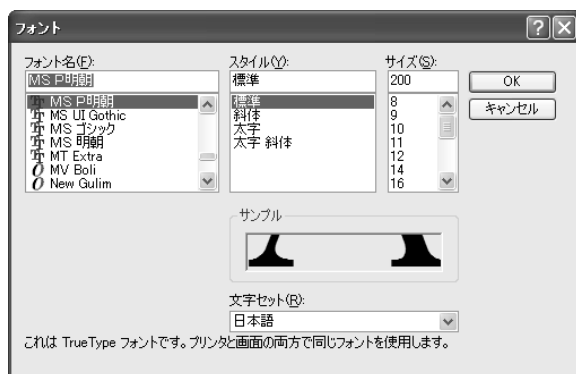 フォント
フォント名(F):
MS P明朝
MS P明朝
MS UI Gothic
MS ゴシック
MS 明朝
MT Extra
MV Boli
New Gulim
スタイル(Y):
標準
標準
斜体
太字
太字 斜体
サイズ(S):
200
8
9
10
11
12
14
16
OK
キャンセル
サンプル
文字セット(R):
日本語
これは TrueType フォントです。プリンタと画面の両方で同じフォントを使用します。